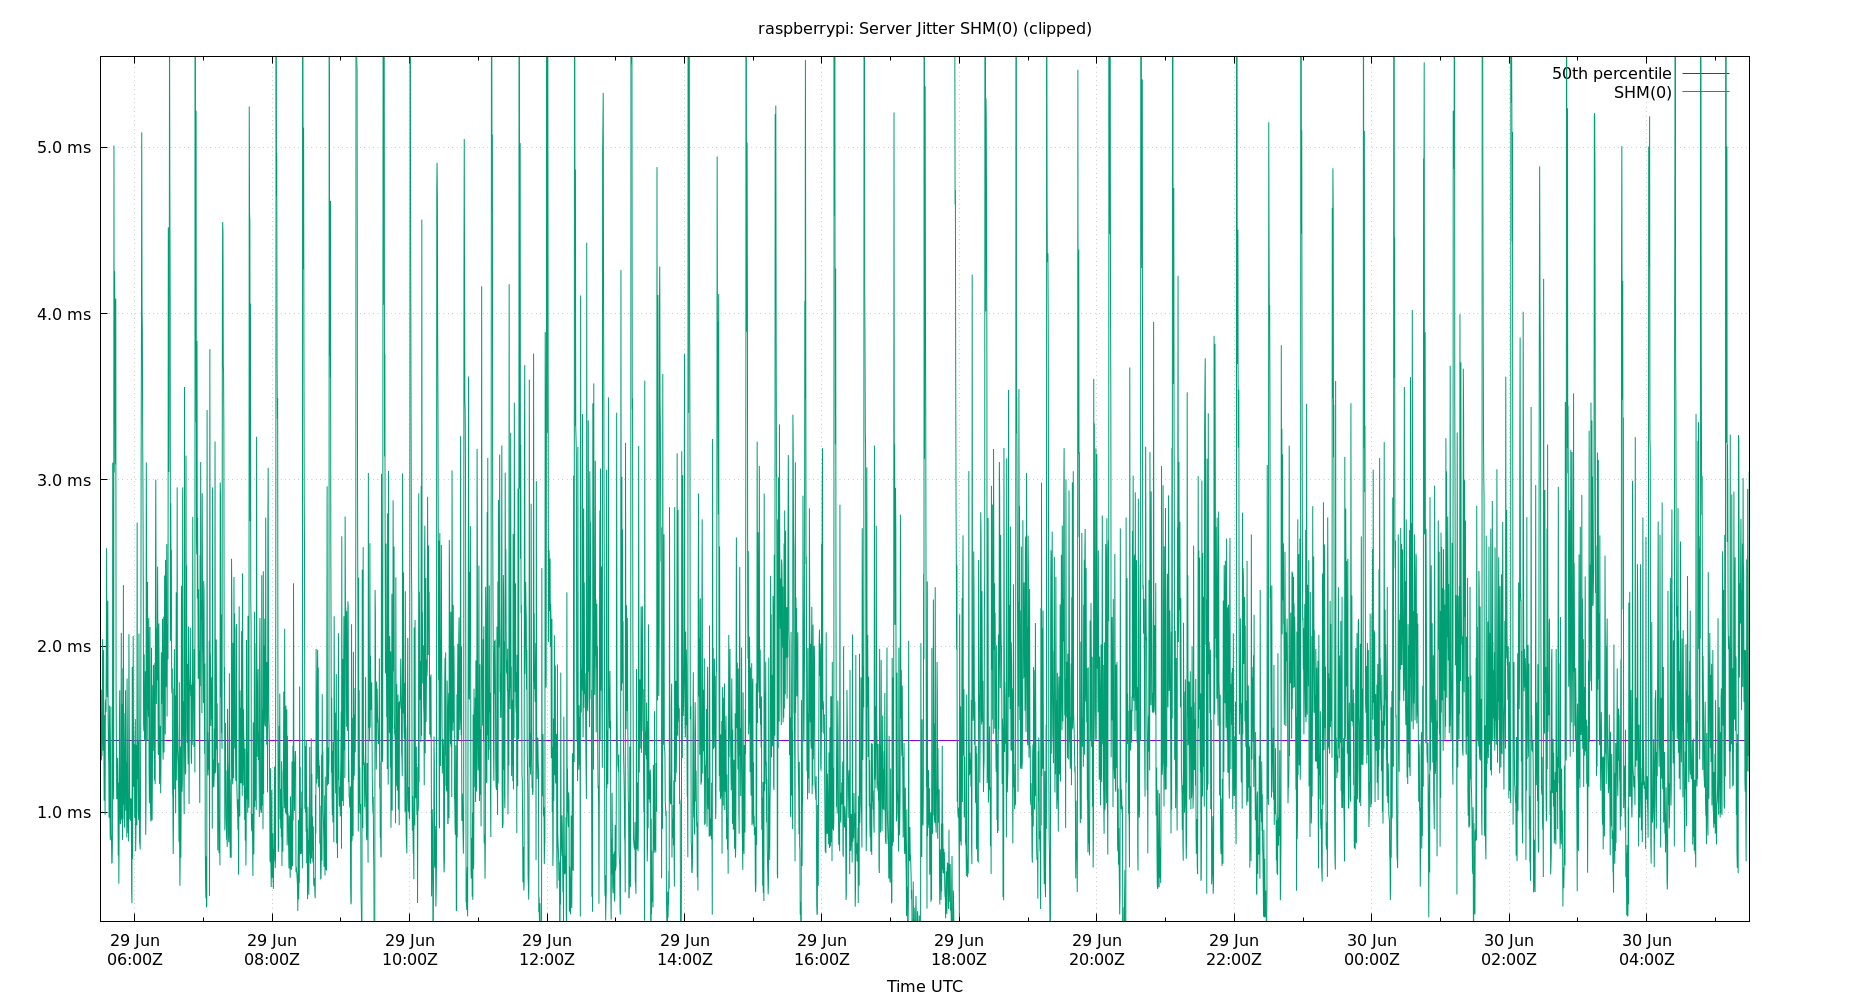 raspberrypi: Server Jitter SHM(0) (clipped)
50th percentile
SHM(0)
5.0 ms
4.0 ms
3.0 ms
2.0 ms
1.0 ms
29 Jun 29 Jun 29 Jun 29 Jun 29 Jun 29 Jun 29 Jun 29 Jun 29 Jun 30 Jun 30 Jun 30 Jun
06:00Z 08:00Z 10:00Z 12:00Z 14:00Z 16:00Z 18:00Z 20:00Z 22:00Z 00:00Z 02:00Z 04:00Z
Time UTC